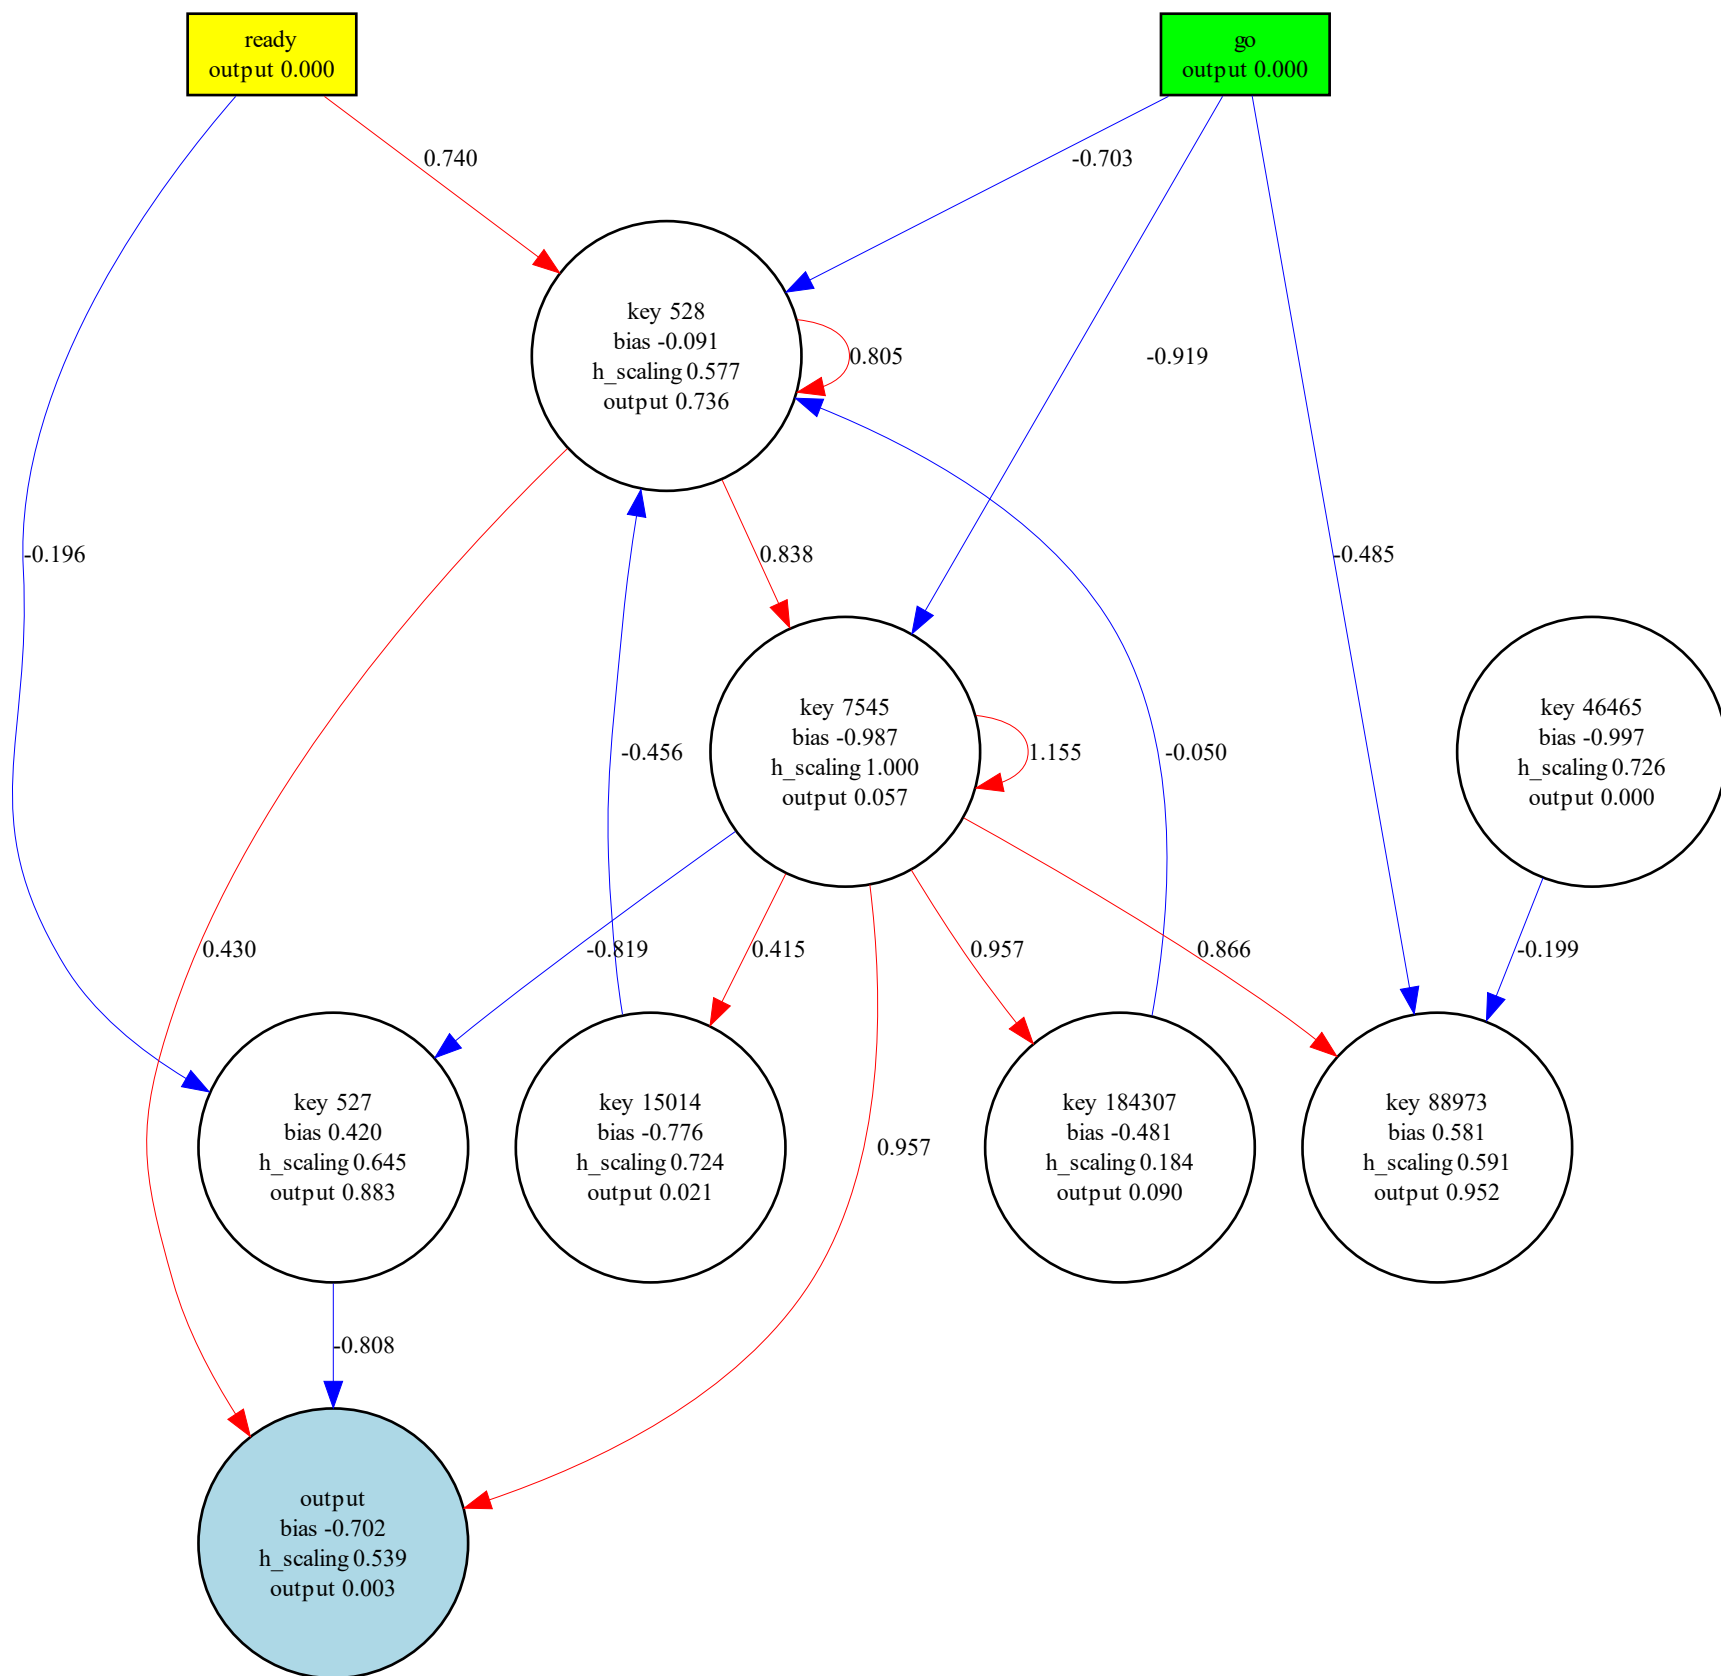 ready
output 0.000
go
output 0.000
0.740
-0.703
key 528
bias -0.091
h_scaling 0.577
output 0.736
0.805
-0.919
-0.196
0.838
-0.485
key 7545
bias -0.987
h_scaling 1.000
output 0.057
1.155
-0.456
-0.050
key 46465
bias -0.997
h_scaling 0.726
output 0.000
0.430
-0.819
0.415
0.957
0.866
-0.199
key 527
bias 0.420
h_scaling 0.645
output 0.883
key 15014
bias -0.776
h_scaling 0.724
output 0.021
0.957
key 184307
bias -0.481
h_scaling 0.184
output 0.090
key 88973
bias 0.581
h_scaling 0.591
output 0.952
-0.808
output
bias -0.702
h_scaling 0.539
output 0.003